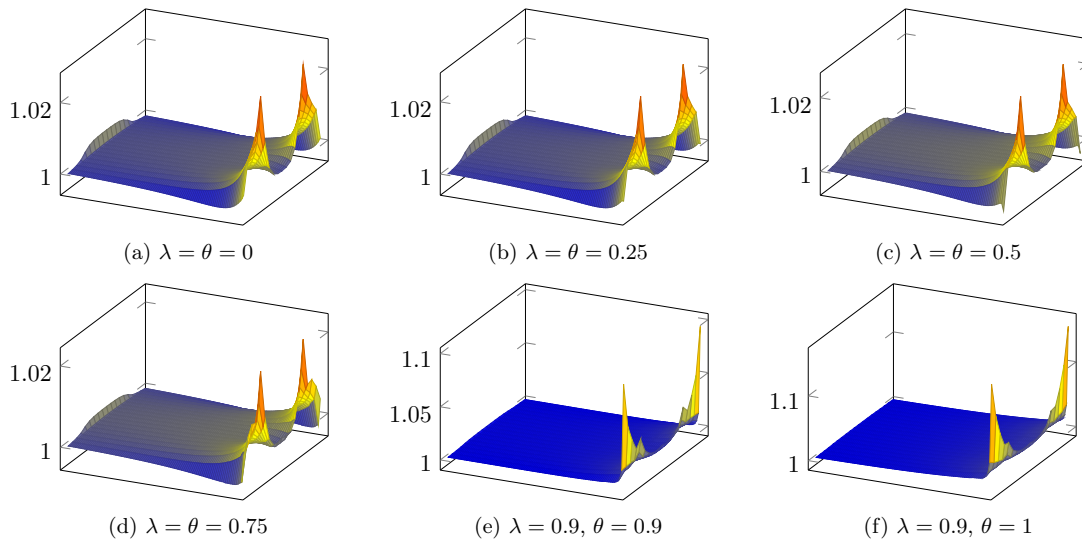 1.02
1
(a) λ = θ = 0
1.02
1
(b) λ = θ = 0.25
1.02
1
(c) λ = θ = 0.5
1.02
1
(d) λ = θ = 0.75
1.1
1.05
1
(e) λ = 0.9, θ = 0.9
1.1
1
(f) λ = 0.9, θ = 1